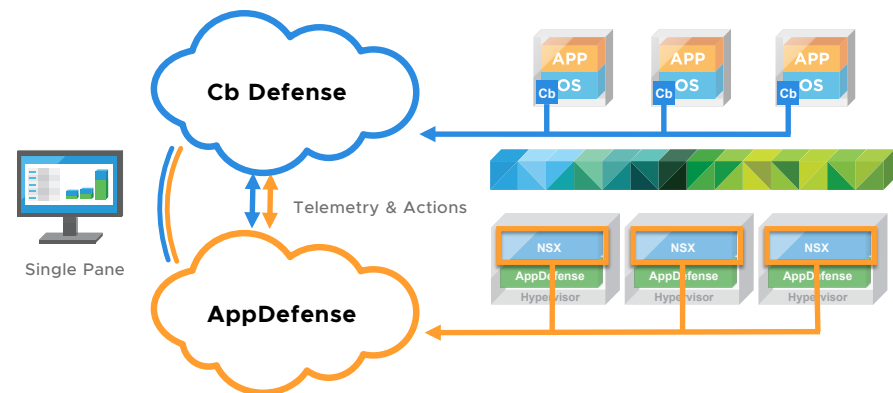 Cb Defense
APP
OS
Cb
APP
OS
Cb
APP
OS
Cb
Telemetry & Actions
Single Pane
AppDefense
NSX
AppDefense
Hypervisor
NSX
AppDefense
Hypervisor
NSX
AppDefense
Hypervisor